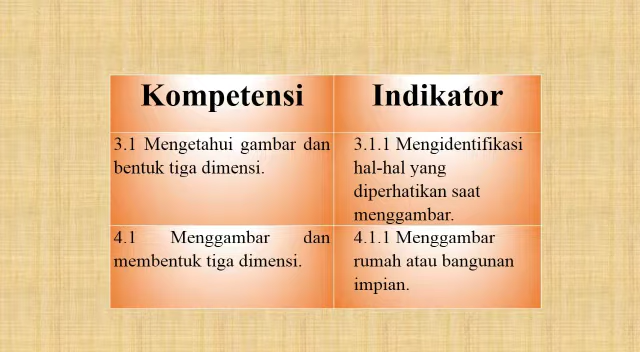 Kompetensi
Indikator
3.1 Mengetahui gambar dan
bentuk tiga dimensi.
3.1.1 Mengidentifikasi
hal-hal yang
diperhatikan saat
menggambar.
4.1 Menggambar dan
membentuk tiga dimensi.
4.1.1 Menggambar
rumah atau bangunan
impian.